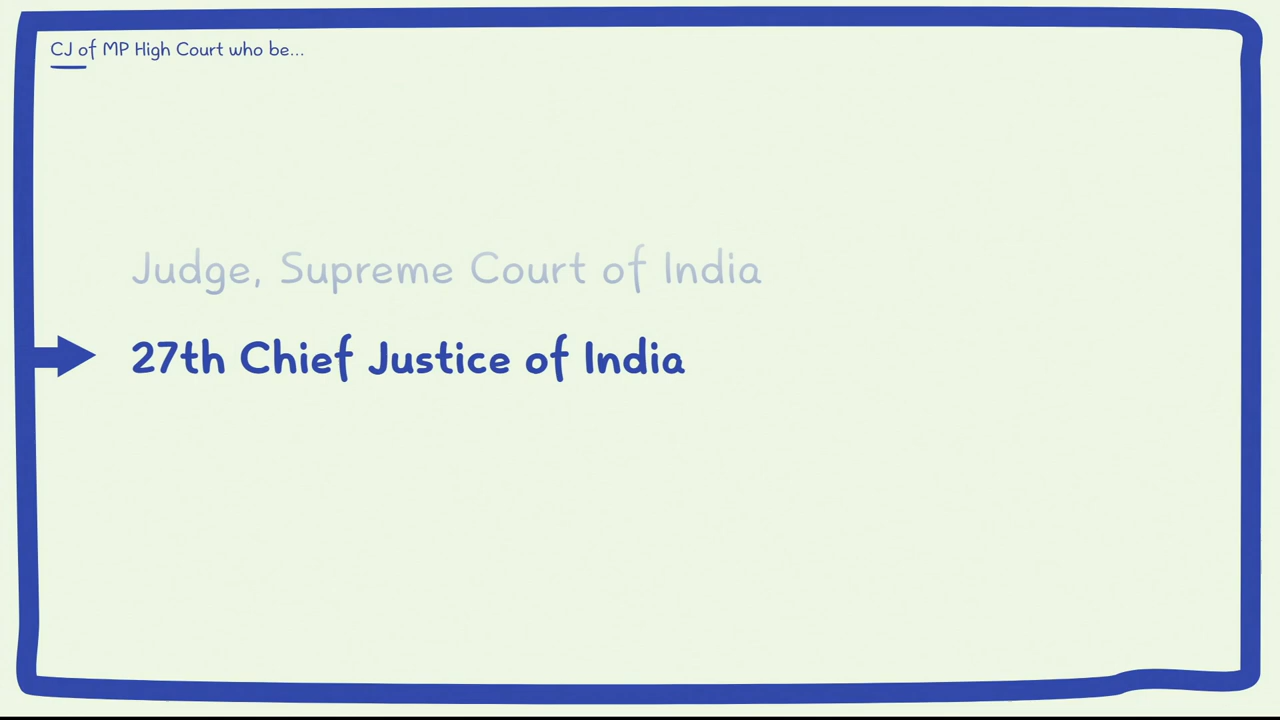 CJ of MP High Court who be...
Judge, Supreme Court of India
27th Chief Justice of India